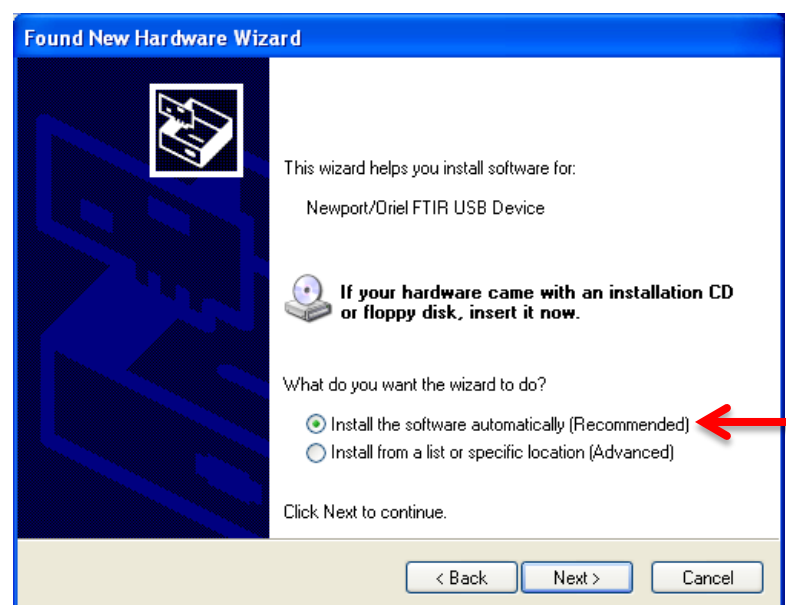 Found New Hardware Wizard
This wizard helps you install software for:
Newport/Oriel FTIR USB Device
If your hardware came with an installation CD
or floppy disk, insert it now.
What do you want the wizard to do?
Install the software automatically (Recommended)
Install from a list or specific location (Advanced)
Click Next to continue.
< Back Next > Cancel